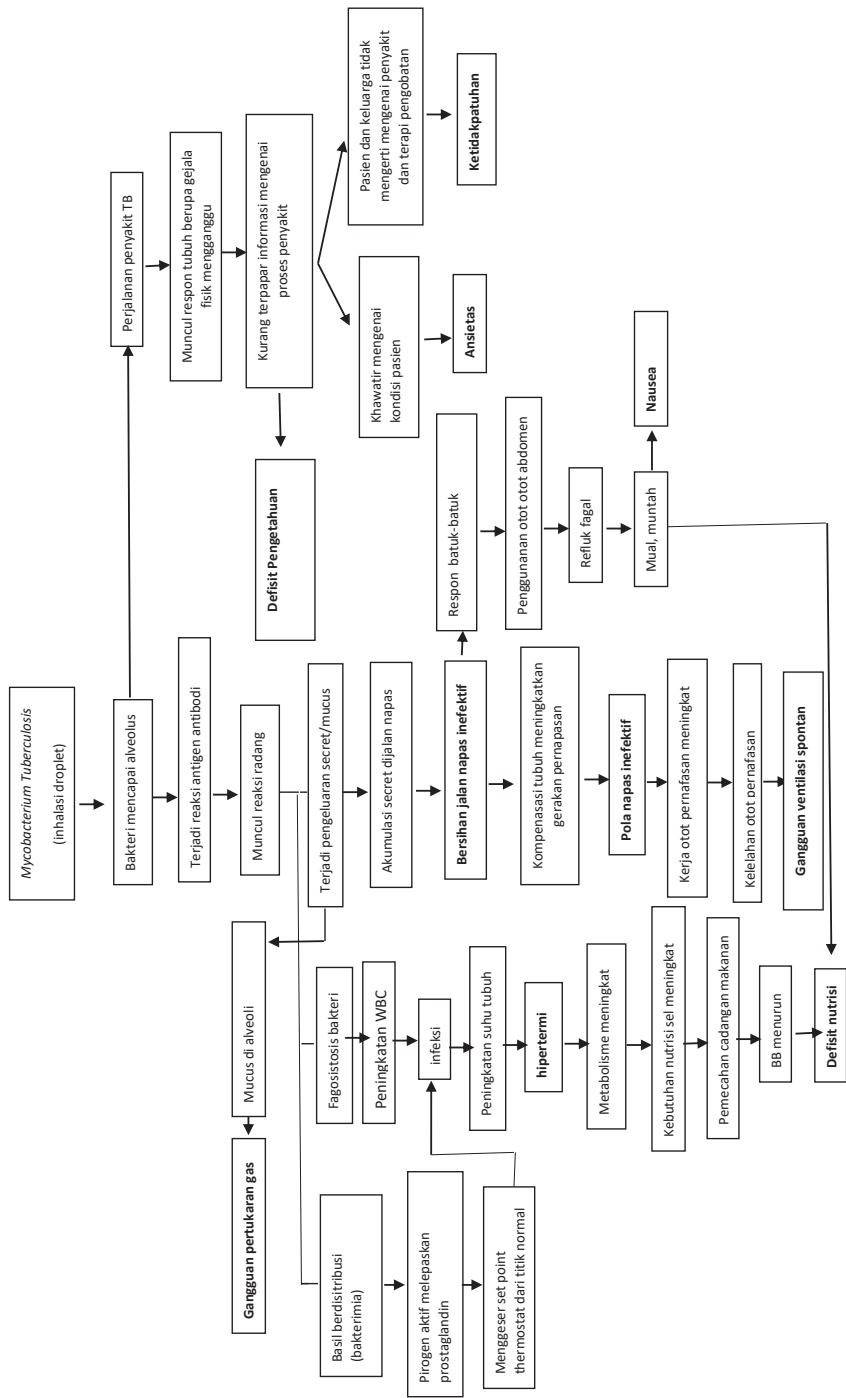 Mycobacterium Tuberculosis
(inhalasi droplet)
Bakteri mencapai alveolus
Terjadi reaksi antigen antibodi
Muncul reaksi radang
Perjalanan penyakit TB
Muncul respon tubuh berupa gejala
fisik mengganggu
Kurang terpapar informasi mengenai
proses penyakit
Defisit Pengetahuan
Khawatir mengenai
kondisi pasien
Ansietas
Pasien dan keluarga tidak
mengerti mengenai penyakit
dan terapi pengobatan
Ketidakpatuhan
Terjadi pengeluaran secret/mucus
Akumulasi secret dijalan napas
Bersihan jalan napas inefektif
Kompensasi tubuh meningkatkan
gerakan pernapasan
Pola napas inefektif
Kerja otot pernafasan meningkat
Kelelahan otot pernafasan
Gangguan ventilasi spontan
Respon batuk-batuk
Penggunanan otot otot abdomen
Refluk fagal
Mual, muntah
Nausea
Mucus di alveoli
Gangguan pertukaran gas
Fagosistosis bakteri
Peningkatan WBC
infeksi
Peningkatan suhu tubuh
hipertermi
Metabolisme meningkat
Kebutuhan nutrisi sel meningkat
Pemecahan cadangan makanan
BB menurun
Defisit nutrisi
Basil berdisitribusi
(bakterimia)
Pirogen aktif melepaskan
prostaglandin
Menggeser set point
thermostat dari titik normal